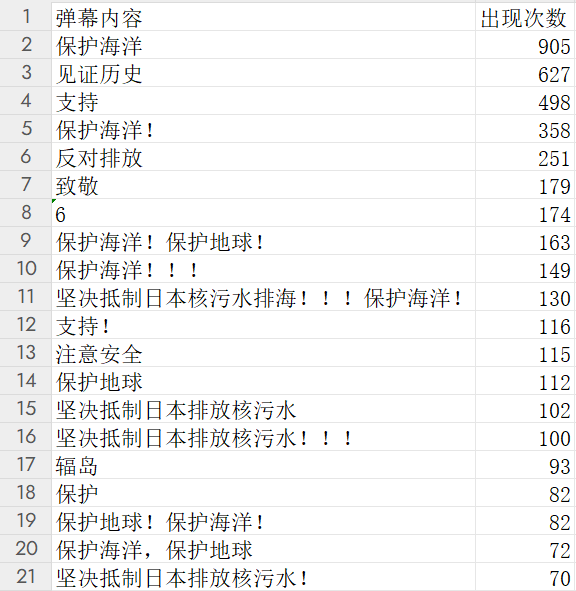 1 弹幕内容 出现次数
2 保护海洋 905
3 见证历史 627
4 支持 498
5 保护海洋！ 358
6 反对排放 251
7 致敬 179
8 6 174
9 保护海洋！保护地球！ 163
10 保护海洋！！！ 149
11 坚决抵制日本核污水排海！！！保护海洋！ 130
12 支持！ 116
13 注意安全 115
14 保护地球 112
15 坚决抵制日本排放核污水 102
16 坚决抵制日本排放核污水！！！ 100
17 辐岛 93
18 保护 82
19 保护地球！保护海洋！ 82
20 保护海洋，保护地球 72
21 坚决抵制日本排放核污水！ 70